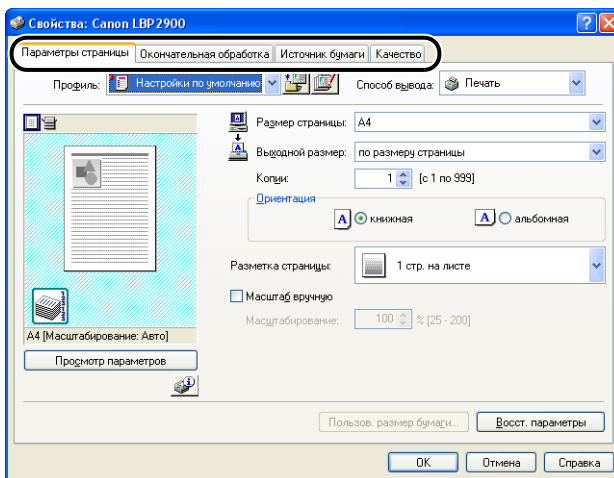 Свойства: Canon LBP2900
Параметры страницы Окончательная обработка Источник бумаги Качество
Профиль: Настройки по умолчанию Способ вывода: Печать
Размер страницы: A4
Выходной размер: по размеру страницы
Копии: 1 [с 1 по 999]
Ориентация
A книжная A альбомная
Разметка страницы: 1 стр. на листе
Масштаб вручную
Масштабирование: 100 % [25 - 200]
A4 [Масштабирование: Авто]
Просмотр параметров
Пользов. размер бумаги... Восст. параметры
OK Отмена Справка